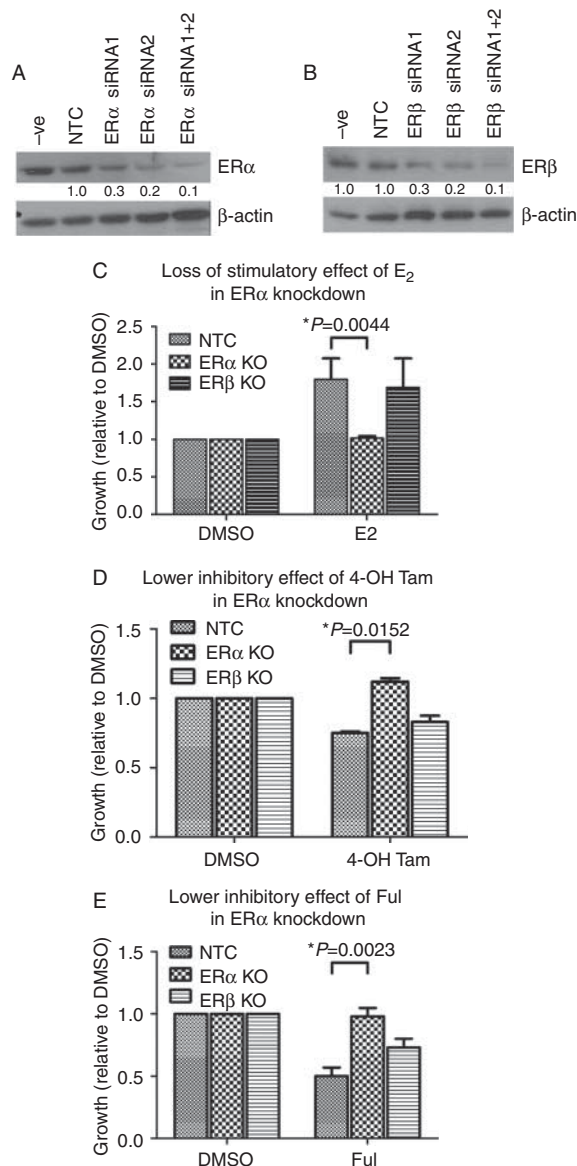 A
–ve
NTC
ERα siRNA1
ERα siRNA2
ERα siRNA1+2
ERα
1.0 0.3 0.2 0.1
β-actin
B
–ve
NTC
ERβ siRNA1
ERβ siRNA2
ERβ siRNA1+2
ERβ
1.0 1.0 0.3 0.2 0.1
β-actin
C
Loss of stimulatory effect of E2
in ERα knockdown
Growth (relative to DMSO)
2.5
2.0
1.5
1.0
0.5
0.0
NTC
ERα KO
ERβ KO
*P=0.0044
DMSO
E2
D
Lower inhibitory effect of 4-OH Tam
in ERα knockdown
Growth (relative to DMSO)
1.5
1.0
0.5
0.0
NTC
ERα KO
ERβ KO
*P=0.0152
DMSO
4-OH Tam
E
Lower inhibitory effect of Ful
in ERα knockdown
Growth (relative to DMSO)
1.5
1.0
0.5
0.0
NTC
ERα KO
ERβ KO
*P=0.0023
DMSO
Ful